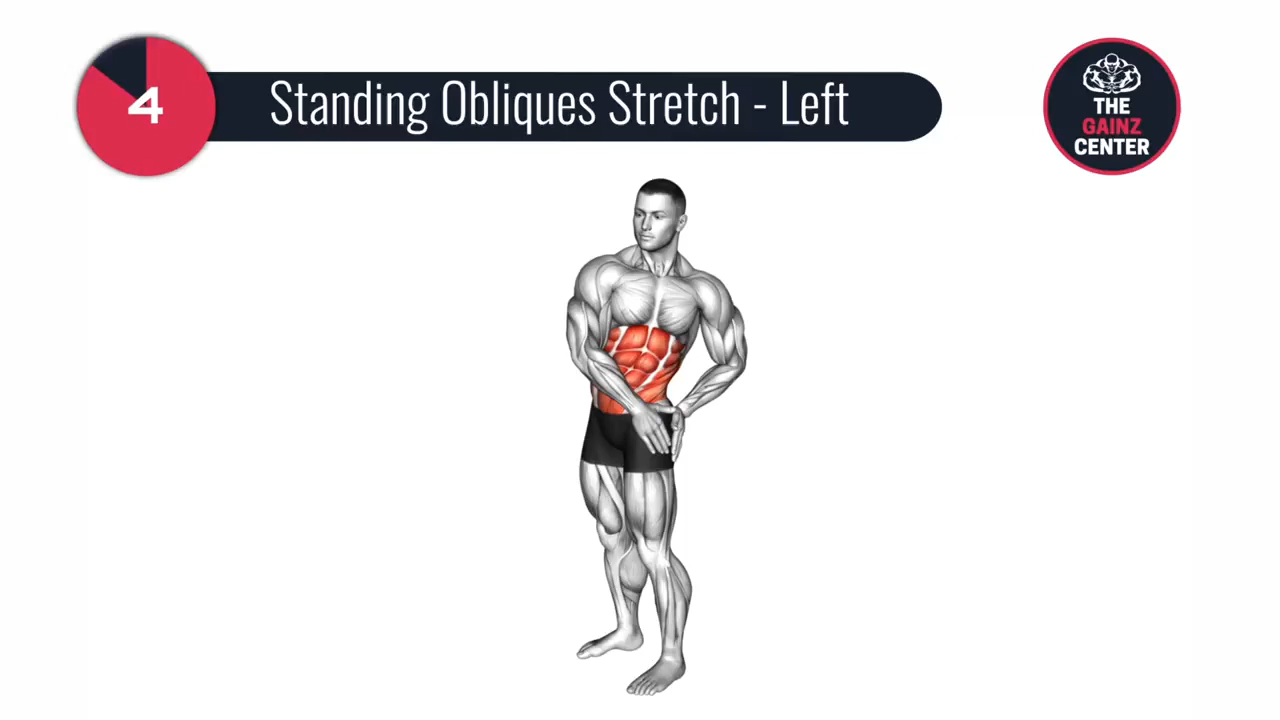 4
Standing Obliques Stretch - Left
THE
GAINZ
CENTER